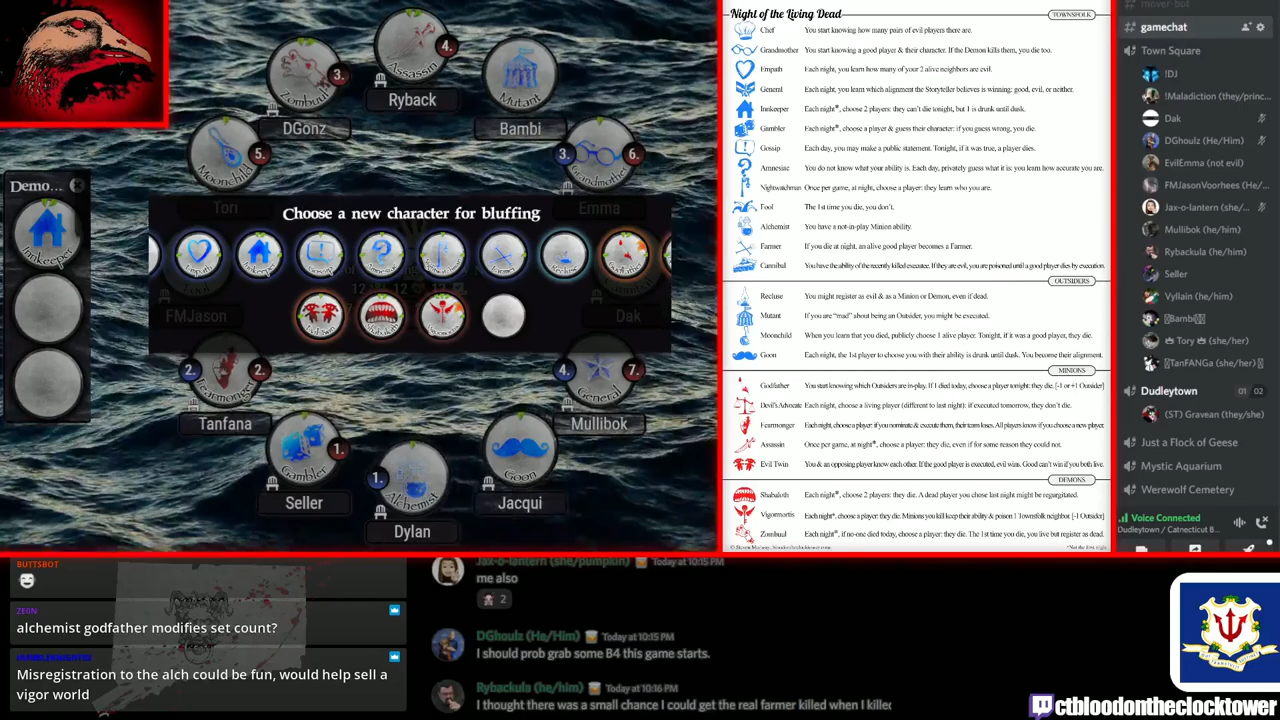 Assassin
4.
Zombuul
3.
Ryback
Mutant
DGonz
Bambi
Moonchild
5.
3.
6.
Grandmother
Demo...
Tori
Emma
Innkeeper
Choose a new character for bluffing
FMJason
Dak
2.
Fearmonger
2.
4.
General
7.
Tanfana
Mullibok
Gambler
1.
1.
Alchemist
Goon
Seller
Jacqui
Dylan
Night of the Living Dead
TOWNSFOLK
Chef You start knowing how many pairs of evil players there are.
Grandmother You start knowing a good player & their character. If the Demon kills them, you die too.
Empath Each night, you learn how many of your 2 alive neighbors are evil.
General Each night, you learn which alignment the Storyteller believes is winning: good, evil, or neither.
Innkeeper Each night*, choose 2 players: they can't die tonight, but 1 is drunk until dusk.
Gambler Each night*, choose a player & guess their character: if you guess wrong, you die.
Gossip Each day, you may make a public statement. Tonight, if it was true, a player dies.
Amnesiac You do not know what your ability is. Each day, privately guess what it is: you learn how accurate you are.
Nightwatchman Once per game, at night, choose a player: they learn who you are.
Fool The 1st time you die, you don't.
Alchemist You have a not-in-play Minion ability.
Farmer If you die at night, an alive good player becomes a Farmer.
Cannibal You have the ability of the recently killed executee. If they are evil, you are poisoned until a good player dies by execution.
OUTSIDERS
Recluse You might register as evil & as a Minion or Demon, even if dead.
Mutant If you are "mad" about being an Outsider, you might be executed.
Moonchild When you learn that you died, publicly choose 1 alive player. Tonight, if it was a good player, they die.
Goon Each night, the 1st player to choose you with their ability is drunk until dusk. You become their alignment.
MINIONS
Godfather You start knowing which Outsiders are in-play. If 1 died today, choose a player tonight: they die. [-1 or +1 Outsider]
Devil's Advocate Each night, choose a living player (different to last night): if executed tomorrow, they don't die.
Fearmonger Each night, choose a player: if you nominate & execute them, their team loses. All players know if you choose a new player.
Assassin Once per game, at night*, choose a player: they die, even if for some reason they could not.
Evil Twin You & an opposing player know each other. If the good player is executed, evil wins. Good can't win if you both live.
DEMONS
Shabaloth Each night*, choose 2 players: they die. A dead player you chose last night might be regurgitated.
Vigormortis Each night*, choose a player: they die. Minions you kill keep their ability & poison 1 Townsfolk neighbor. [-1 Outsider]
Zombuul Each night*, if no-one died today, choose a player: they die. The 1st time you die, you live but register as dead.
*Not the first night
mover-bot
gamechat
Town Square
!DJ
!Maladiction (they/princ...
Dak
DGhoulz (He/Him)
EvilEmma (not evil)
FMJasonVoorhees (He/...
Jax-o-lantern (she/...
Mullibok (he/him)
Rybackula (he/him)
Seller
Vyllain (he/him)
Bambi
Tory (she/her)
TanFANGa (she/her)
Dudleytown 01 02
(ST) Gravean (they/she)
Just a Flock of Geese
Mystic Aquarium
Werewolf Cemetery
Voice Connected
Dudleytown / Catnecticut B...
BUTTSBOT
ZEGN
alchemist godfather modifies set count?
Misregistration to the alch could be fun, would help sell a
vigor world
Jax-o-lantern (she/pumpkin) Today at 10:15 PM
me also
2
DGhoulz (He/Him) Today at 10:15 PM
I should prob grab some B4 this game starts.
Rybackula (he/him) Today at 10:16 PM
I thought there was a small chance I could get the real farmer killed when I killed
ctbloodontheclocktower